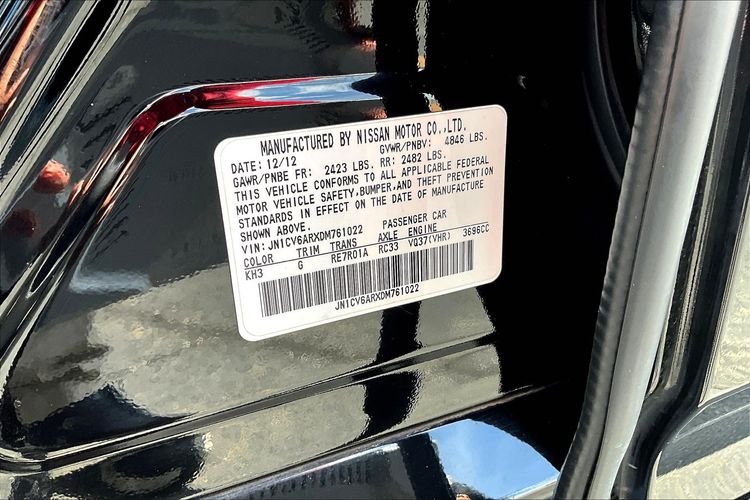 MANUFACTURED BY NISSAN MOTOR CO.,LTD.
DATE: 12/12 GVWR/PNBV: 4846 LBS.
GAWR/PNBE FR: 2423 LBS. RR: 2482 LBS.
THIS VEHICLE CONFORMS TO ALL APPLICABLE FEDERAL
MOTOR VEHICLE SAFETY,BUMPER,AND THEFT PREVENTION
STANDARDS IN EFFECT ON THE DATE OF MANUFACTURE
SHOWN ABOVE.
VIN: JN1CV6ARXDM761022 PASSENGER CAR
COLOR TRIM TRANS AXLE ENGINE
KH3 G RE7R01A RC33 VQ37(VHR) 3696CC
JN1CV6ARXDM761022